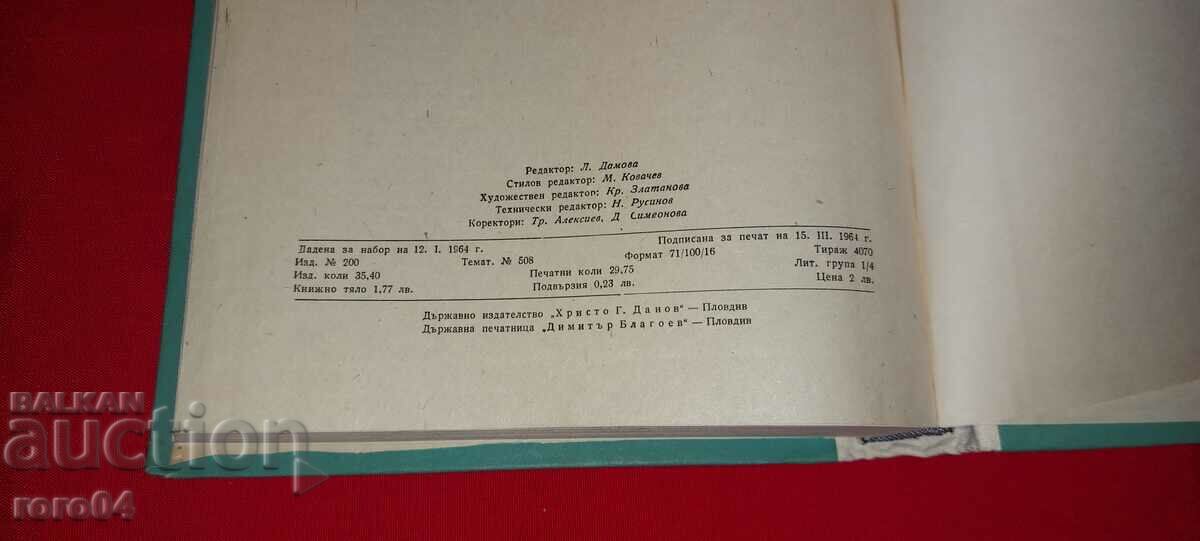 Редактор: Л. Дамова
Стилов редактор: М. Ковачев
Художествен редактор: Кр. Златанова
Технически редактор: Н. Русинов
Коректори: Тр. Алексиев, Д Симеонова
Дадена за набор на 12. I. 1964 г. Подписана за печат на 15. III. 1964 г.
Изд. № 200 Темат. № 508 Формат 71/100/16 Тираж 4070
Изд. коли 35,40 Печатни коли 29,75 Лит. група 1/4
Книжно тяло 1,77 лв. Подвързия 0,23 лв. Цена 2 лв.
Държавно издателство „Христо Г. Данов“ — Пловдив
Държавна печатница „Димитър Благоев“ — Пловдив
BALKAN
auction
roro04